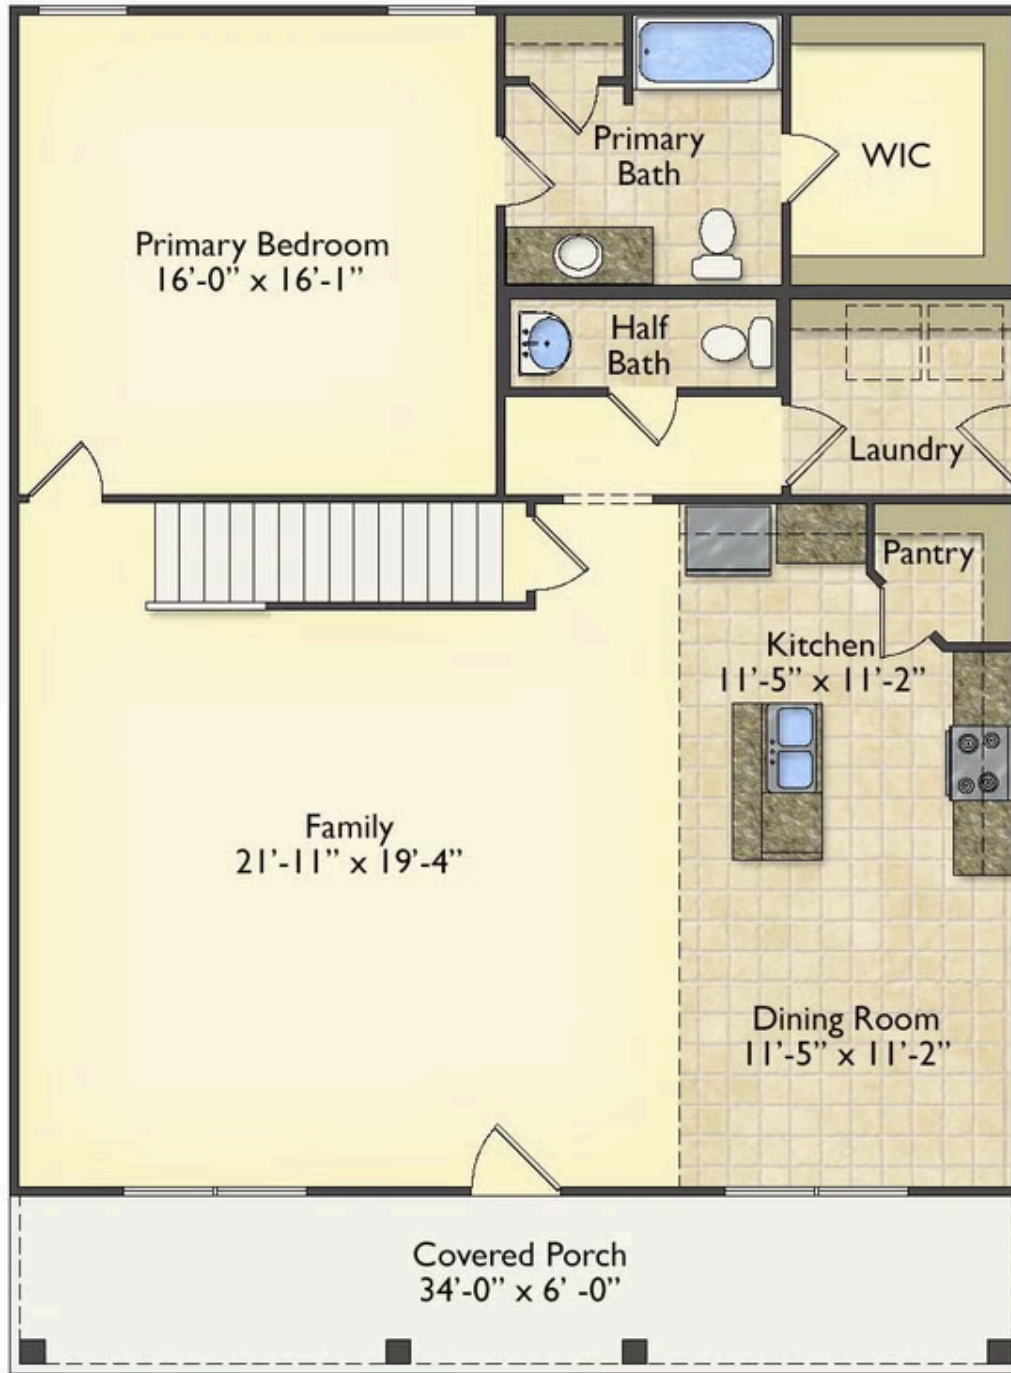 Primary
Bath
WIC
Primary Bedroom
16’-0” x 16’-1”
Half
Bath
Laundry
Pantry
Kitchen
11’-5” x 11’-2”
Family
21’-11” x 19’-4”
Dining Room
11’-5” x 11’-2”
Covered Porch
34’-0” x 6’ -0”